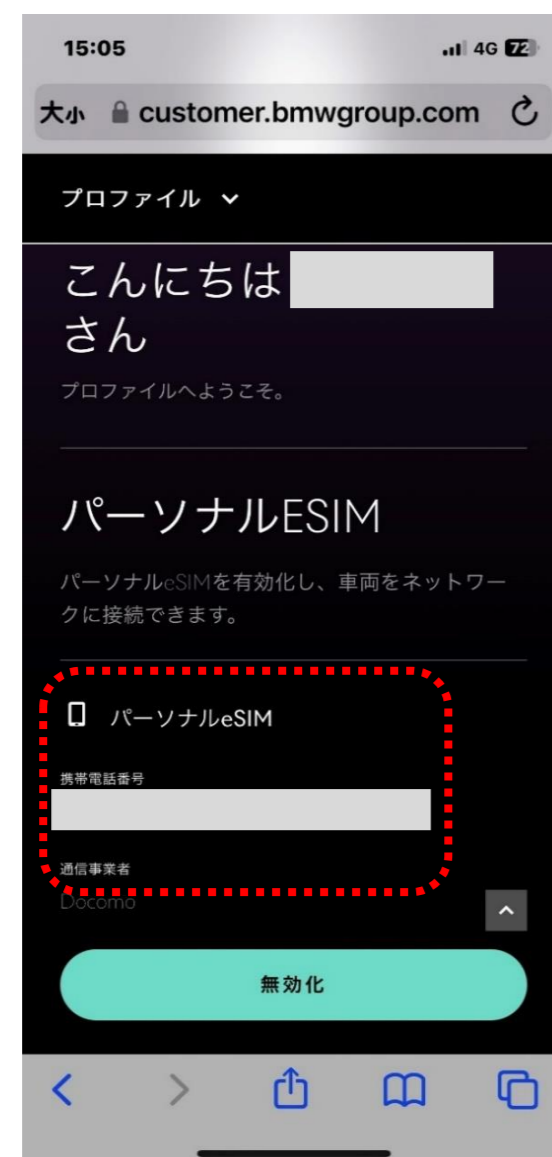 15:05
4G 72
大小 customer.bmwgroup.com
プロファイル
こんにちは
さん
プロファイルへようこそ。
パーソナルESIM
パーソナルeSIMを有効化し、車両をネットワー
クに接続できます。
パーソナルeSIM
携帯電話番号
通信事業者
Docomo
無効化